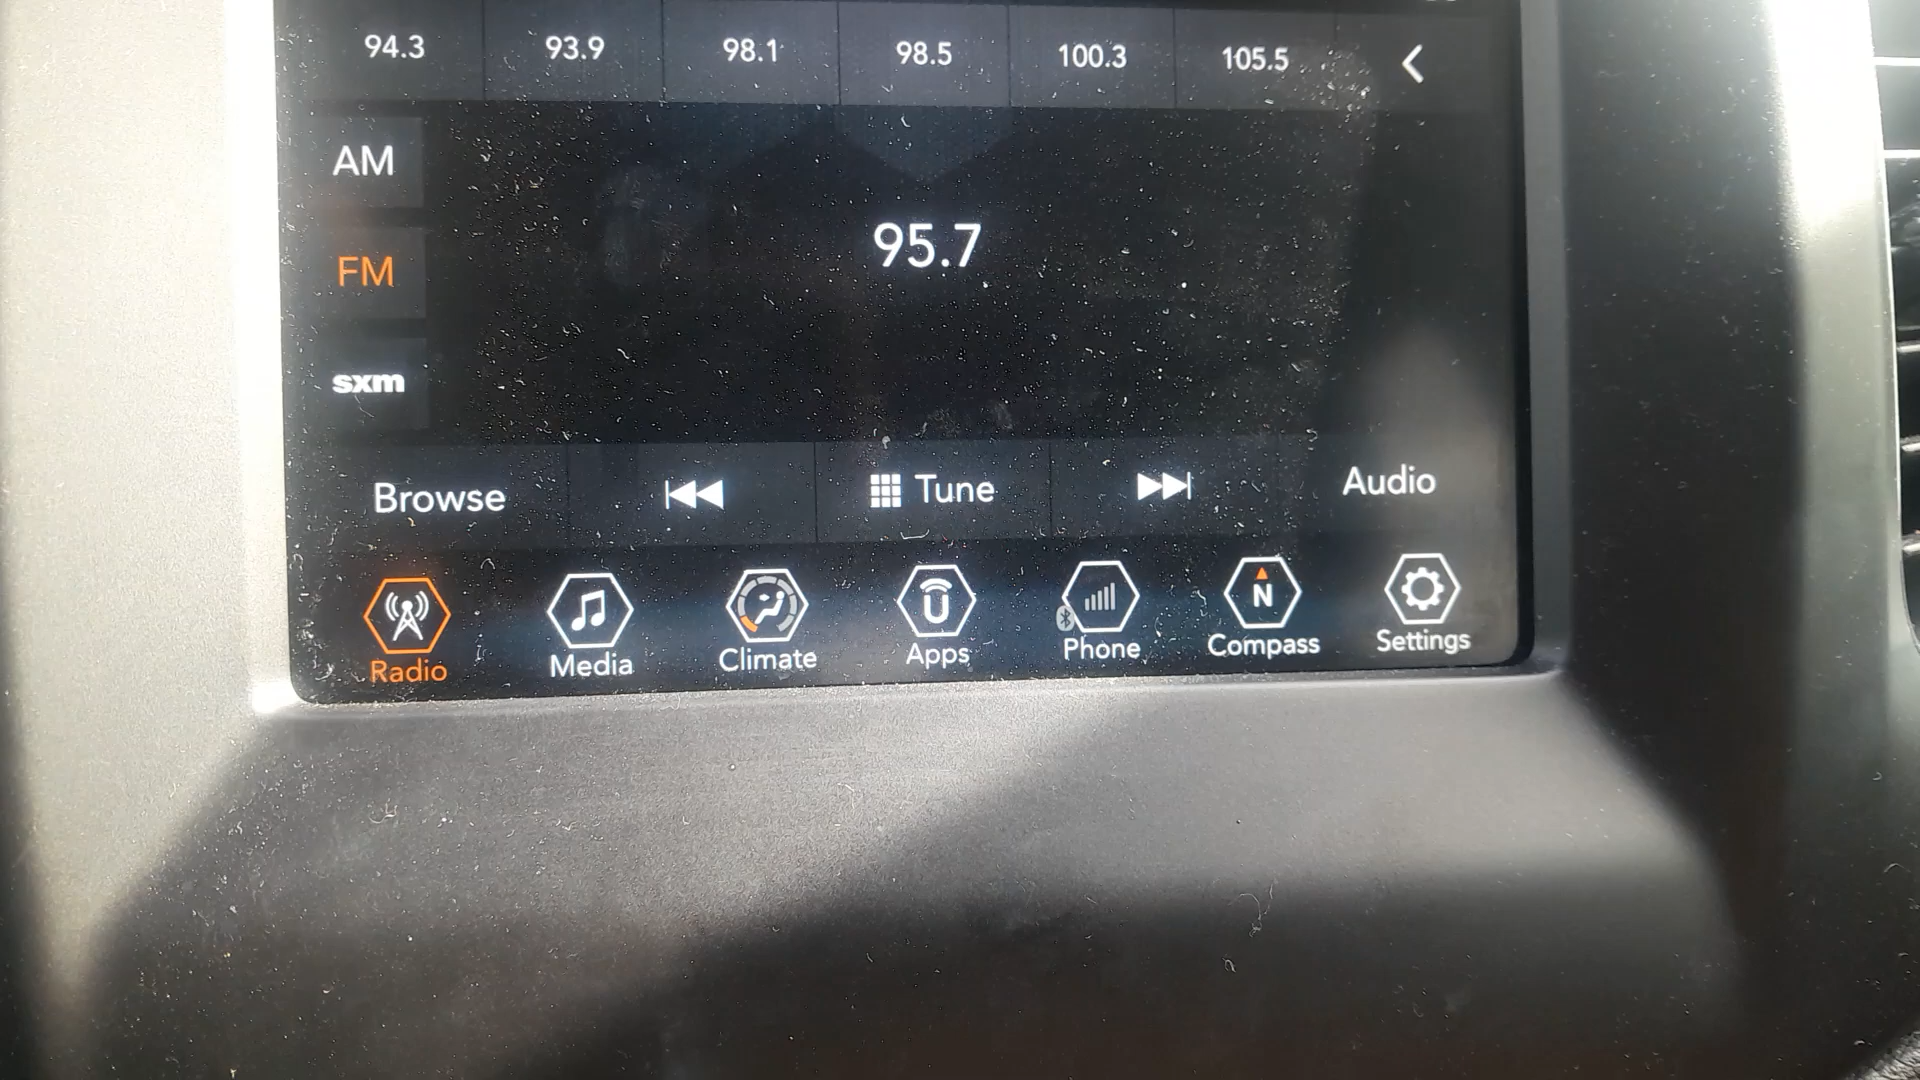 94.3 93.9 98.1 98.5 100.3 105.5
AM
95.7
FM
sxm
Browse Tune Audio
U N
Radio Media Climate Apps Phone Compass Settings